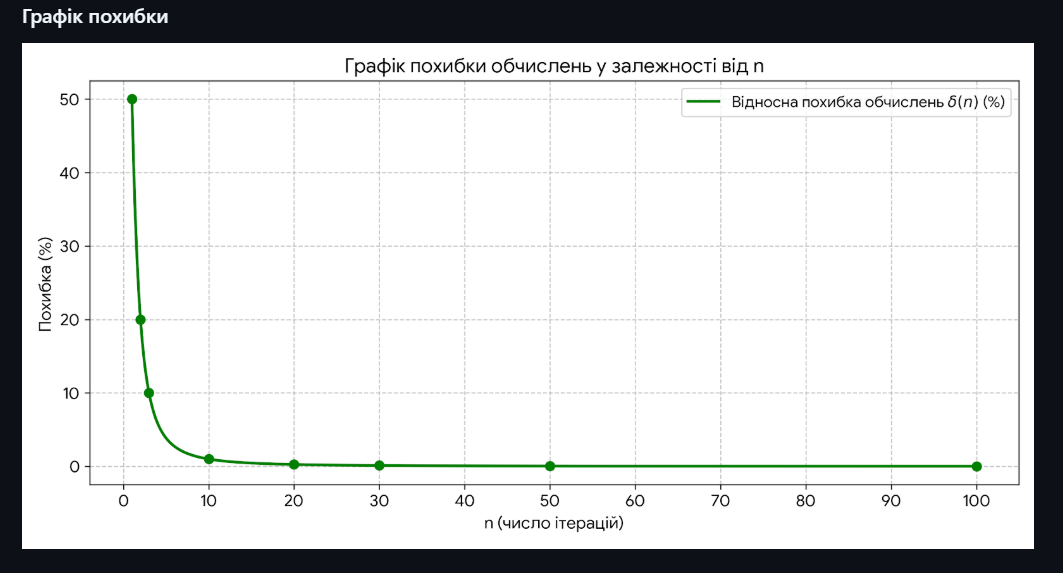 Графік похибки
Графік похибки обчислень у залежності від n
Відносна похибка обчислень δ(n) (%)
Похибка (%)
50
40
30
20
10
0
0 10 20 30 40 50 60 70 80 90 100
n (число ітерацій)